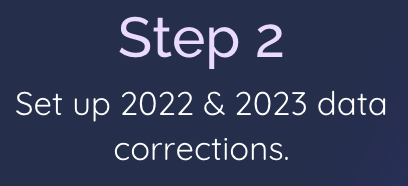 Step 2
Set up 2022 & 2023 data
corrections.